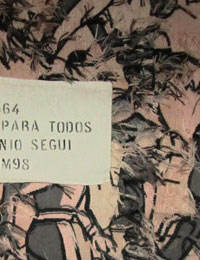 64
PARA TODOS
NIO SEGUI
M98